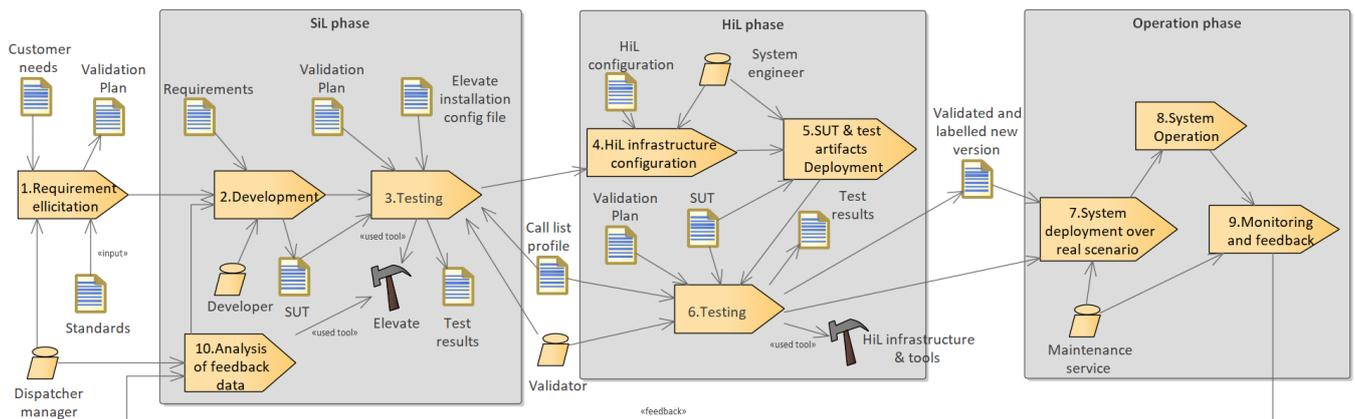 SiL phase
HiL phase
Operation phase
Customer
needs
Validation
Plan
1.Requirement
ellicitation
«input»
Standards
Dispatcher
manager
Requirements
Validation
Plan
Elevate
installation
config file
2.Development
3.Testing
«used tool»
Developer
SUT
Elevate
Test
results
«used tool»
10.Analysis
of feedback
data
Call list
profile
Validator
HiL
configuration
System
engineer
4.HiL infrastructure
configuration
5.SUT & test
artifacts
Deployment
Validation
Plan
SUT
Test
results
6.Testing
«used tool»
HiL infrastructure
& tools
Validated and
labelled new
version
8.System
Operation
7.System
deployment over
real scenario
9.Monitoring
and feedback
Maintenance
service
«feedback»